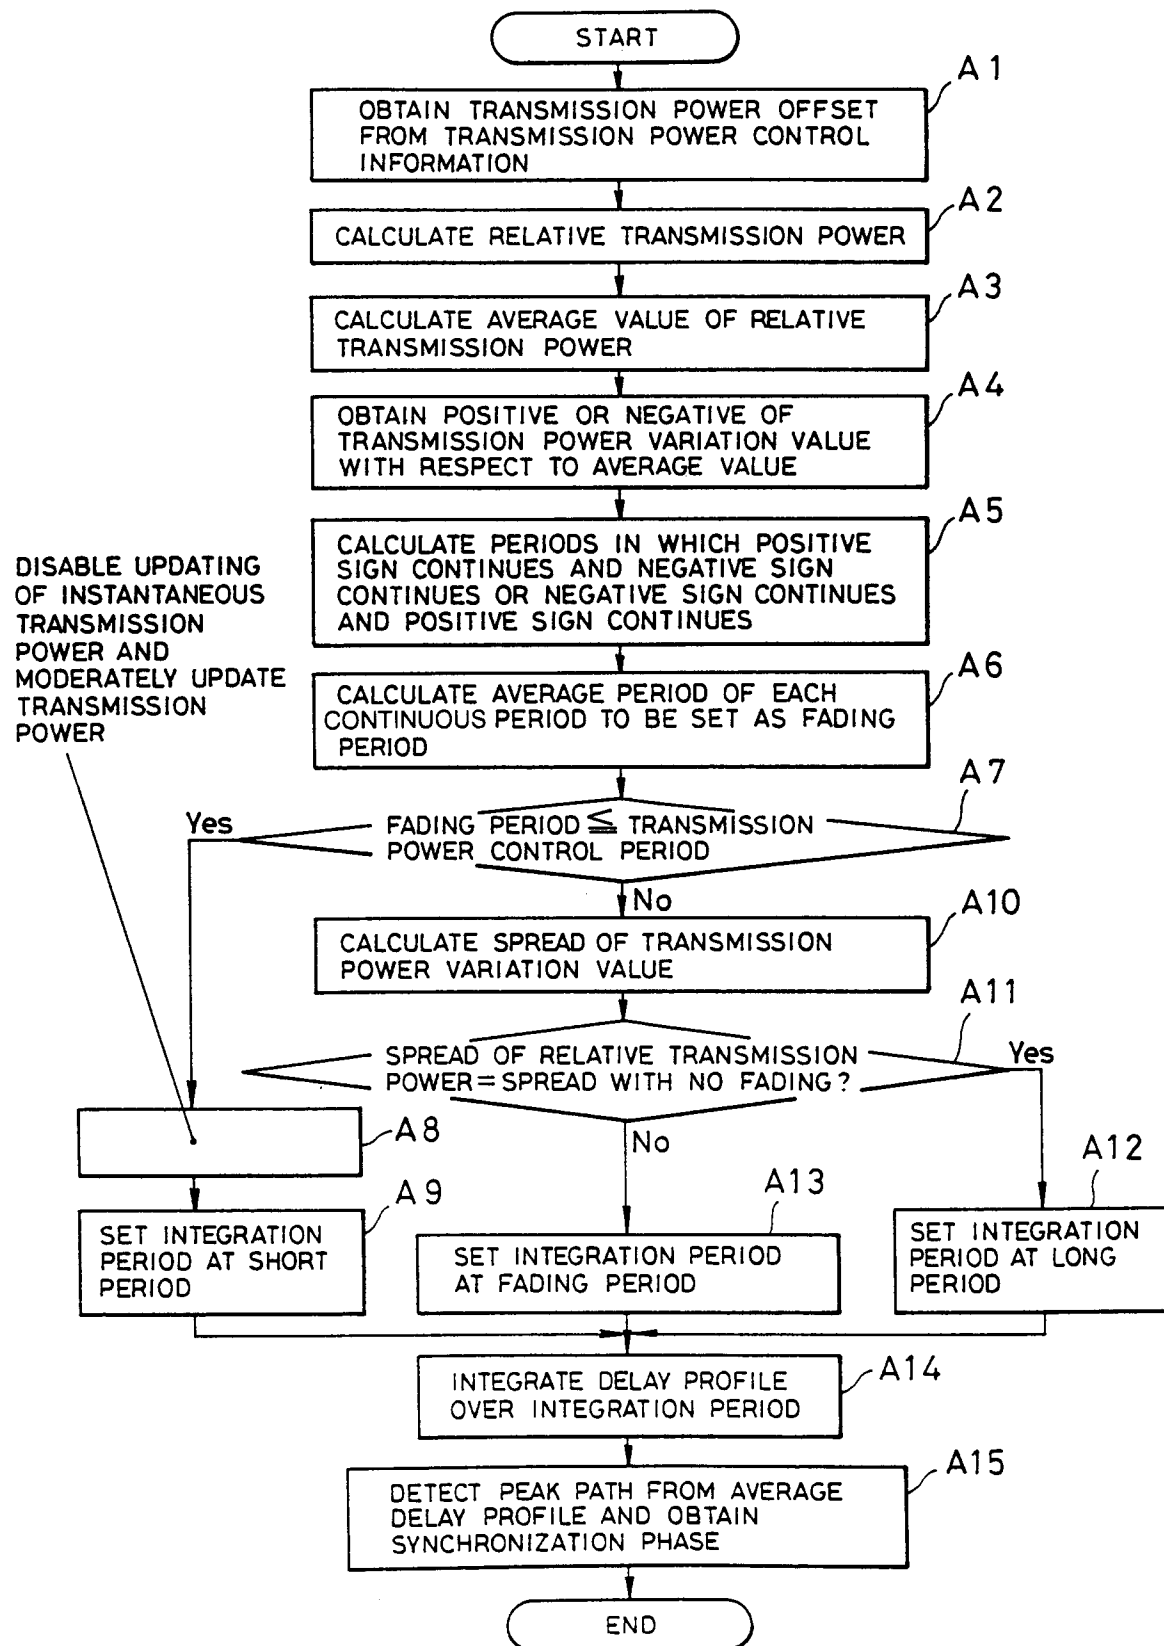 START
A1
OBTAIN TRANSMISSION POWER OFFSET
FROM TRANSMISSION POWER CONTROL
INFORMATION
A2
CALCULATE RELATIVE TRANSMISSION POWER
A3
CALCULATE AVERAGE VALUE OF RELATIVE
TRANSMISSION POWER
A4
OBTAIN POSITIVE OR NEGATIVE OF
TRANSMISSION POWER VARIATION VALUE
WITH RESPECT TO AVERAGE VALUE
A5
CALCULATE PERIODS IN WHICH POSITIVE
SIGN CONTINUES AND NEGATIVE SIGN
CONTINUES OR NEGATIVE SIGN CONTINUES
AND POSITIVE SIGN CONTINUES
DISABLE UPDATING
OF INSTANTANEOUS
TRANSMISSION
POWER AND
MODERATELY UPDATE
TRANSMISSION
POWER
A6
CALCULATE AVERAGE PERIOD OF EACH
CONTINUOUS PERIOD TO BE SET AS FADING
PERIOD
A7
Yes
FADING PERIOD ≦ TRANSMISSION
POWER CONTROL PERIOD
No
A10
CALCULATE SPREAD OF TRANSMISSION
POWER VARIATION VALUE
A11
SPREAD OF RELATIVE TRANSMISSION
POWER = SPREAD WITH NO FADING?
Yes
No
A8
A9
SET INTEGRATION
PERIOD AT SHORT
PERIOD
A13
SET INTEGRATION PERIOD
AT FADING PERIOD
A12
SET INTEGRATION
PERIOD AT LONG
PERIOD
A14
INTEGRATE DELAY PROFILE
OVER INTEGRATION PERIOD
A15
DETECT PEAK PATH FROM AVERAGE
DELAY PROFILE AND OBTAIN
SYNCHRONIZATION PHASE
END